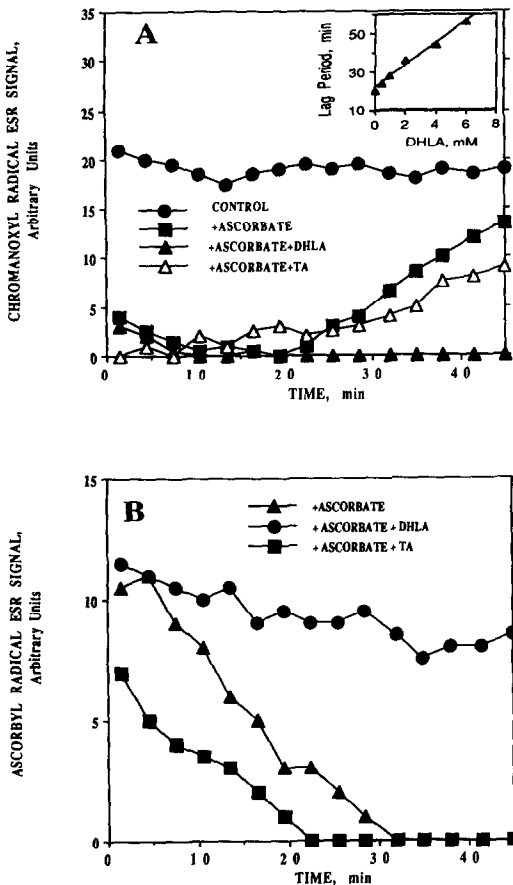 A
CHROMANOXYL RADICAL ESR SIGNAL,
Arbitrary Units
35
30
25
20
15
10
5
0
0 10 20 30 40
TIME, min
CONTROL
+ASCORBATE
+ASCORBATE+DHLA
+ASCORBATE+TA
Lag Period, min
50
30
10
0 2 4 6 8
DHLA, mM
B
ASCORBYL RADICAL ESR SIGNAL,
Arbitrary Units
15
10
5
0
0 10 20 30 40
TIME, min
+ASCORBATE
+ASCORBATE+DHLA
+ASCORBATE+TA